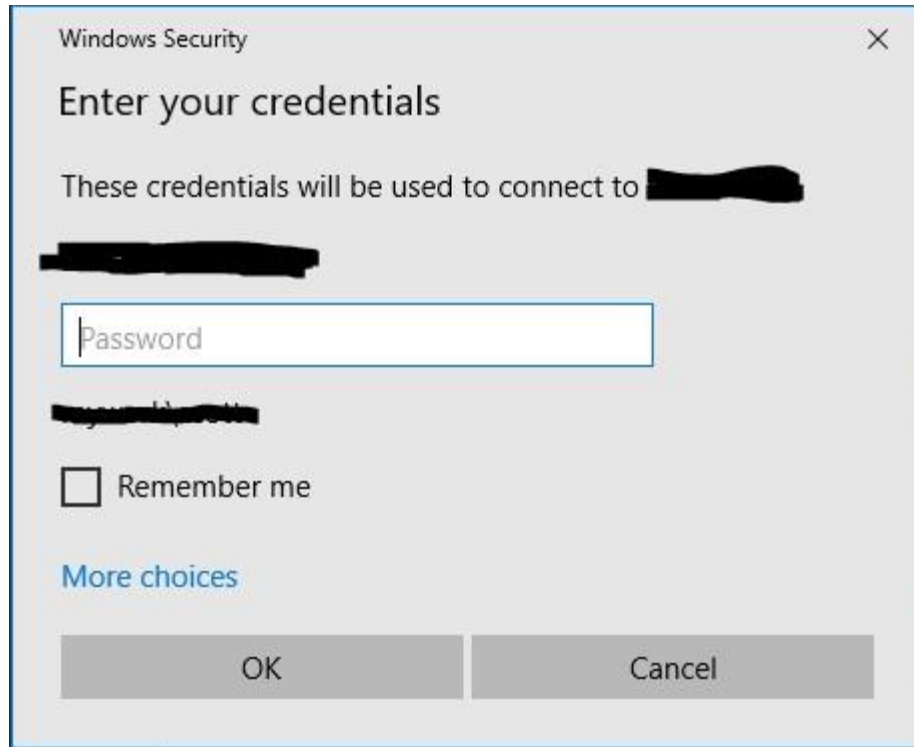 Windows Security
Enter your credentials
These credentials will be used to connect to
Password
Remember me
More choices
OK
Cancel